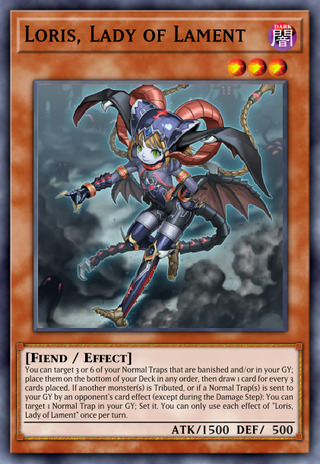 Loris, Lady of Lament
DARK
闇
[Fiend / Effect]
You can target 3 or 6 of your Normal Traps that are banished and/or in your GY;
place them on the bottom of your Deck in any order, then draw 1 card for every 3
cards placed. If another monster(s) is Tributed, or if a Normal Trap(s) is sent to
your GY by an opponent's card effect (except during the Damage Step): You can
target 1 Normal Trap in your GY; Set it. You can only use each effect of "Loris,
Lady of Lament" once per turn.
ATK/1500 DEF/ 500